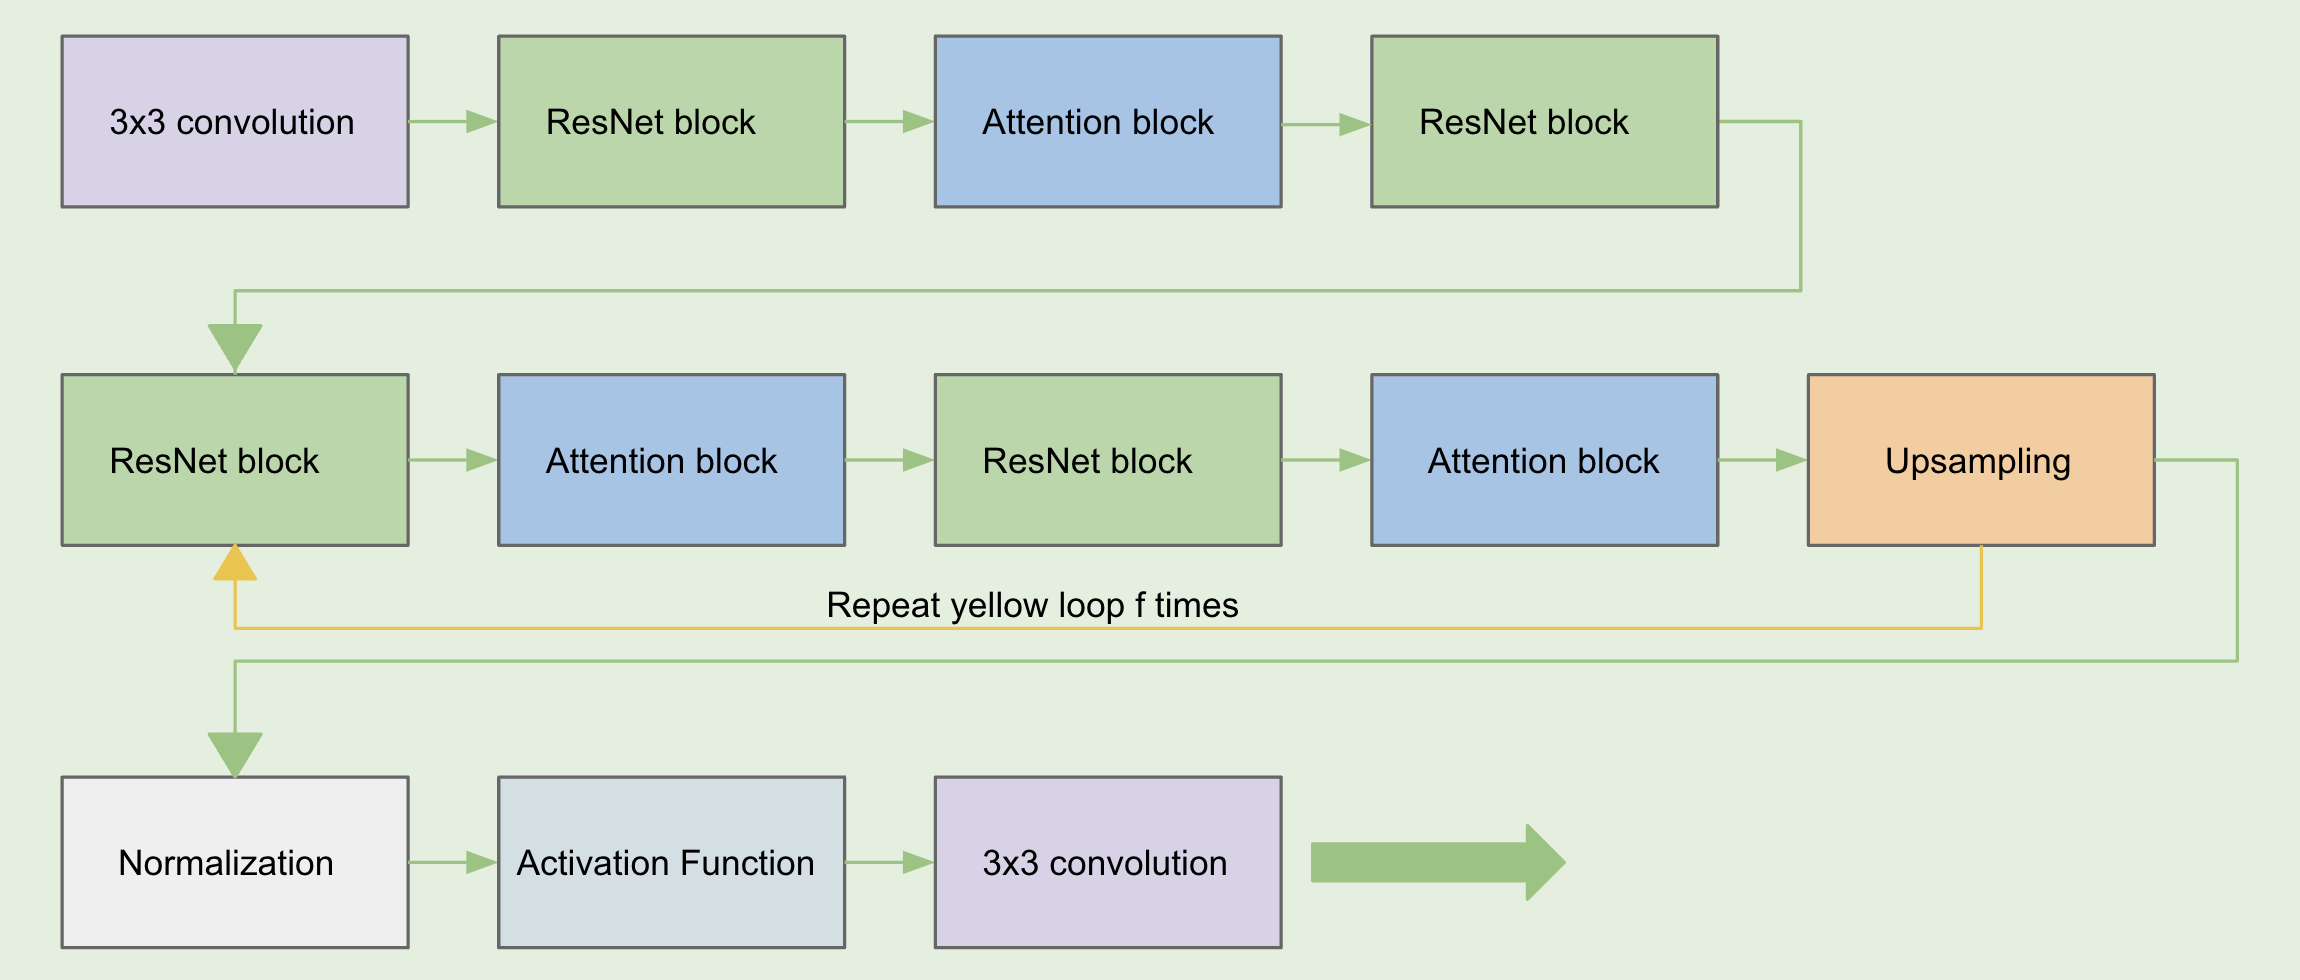 3x3 convolution
ResNet block
Attention block
ResNet block
ResNet block
Attention block
ResNet block
Attention block
Upsampling
Repeat yellow loop f times
Normalization
Activation Function
3x3 convolution